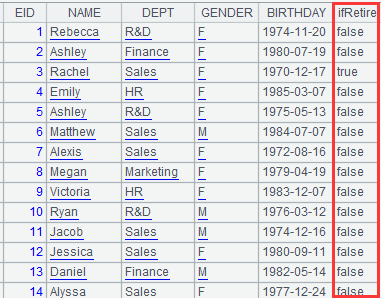 EID NAME DEPT GENDER BIRTHDAY ifRetire
1 Rebecca R&D F 1974-11-20 false
2 Ashley Finance F 1980-07-19 false
3 Rachel Sales F 1970-12-17 true
4 Emily HR F 1985-03-07 false
5 Ashley R&D F 1975-05-13 false
6 Matthew Sales M 1984-07-07 false
7 Alexis Sales F 1972-08-16 false
8 Megan Marketing F 1979-04-19 false
9 Victoria HR F 1983-12-07 false
10 Ryan R&D M 1976-03-12 false
11 Jacob Sales M 1974-12-16 false
12 Jessica Sales F 1980-09-11 false
13 Daniel Finance M 1982-05-14 false
14 Alyssa Sales F 1977-12-24 false